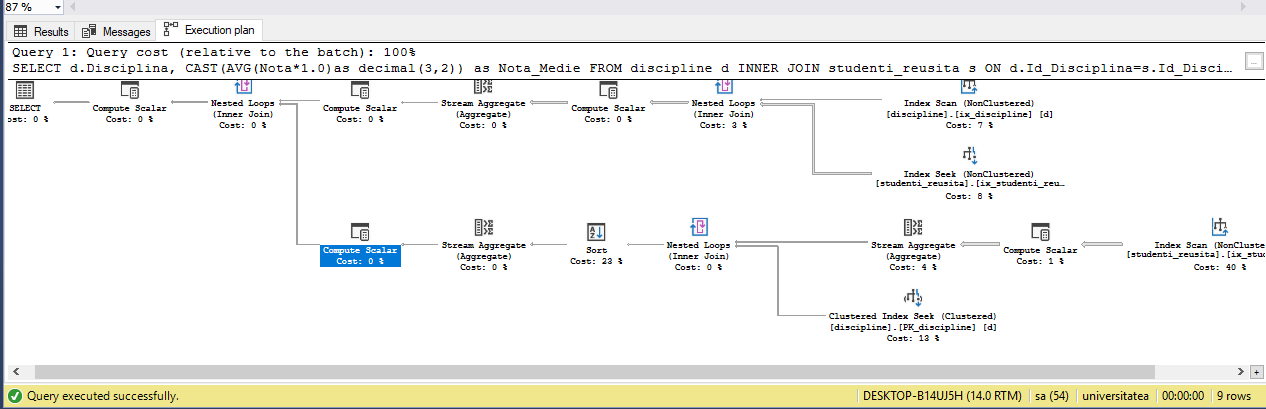 87 %
Results Messages Execution plan
Query 1: Query cost (relative to the batch): 100%
SELECT d.Disciplina, CAST(AVG(Nota*1.0)as decimal(3,2)) as Nota_Medie FROM discipline d INNER JOIN studenti_reusita s ON d.Id_Disciplina=s.Id_Disci...
...
SELECT
ost: 0 %
Compute Scalar
Cost: 0 %
Nested Loops
(Inner Join)
Cost: 0 %
Compute Scalar
Cost: 0 %
Stream Aggregate
(Aggregate)
Cost: 0 %
Compute Scalar
Cost: 0 %
Nested Loops
(Inner Join)
Cost: 3 %
Index Scan (NonClustered)
[discipline].[ix_discipline] [d]
Cost: 7 %
Index Seek (NonClustered)
[studenti_reusita].[ix_studenti_reu…
Cost: 8 %
Compute Scalar
Cost: 0 %
Stream Aggregate
(Aggregate)
Cost: 0 %
Sort
Cost: 23 %
Nested Loops
(Inner Join)
Cost: 0 %
Stream Aggregate
(Aggregate)
Cost: 4 %
Compute Scalar
Cost: 1 %
Index Scan (NonCluste
[studenti_reusita].[ix_stu
Cost: 40 %
Clustered Index Seek (Clustered)
[discipline].[PK_discipline] [d]
Cost: 13 %
Query executed successfully.
DESKTOP-B14UJ5H (14.0 RTM) sa (54) universitatea 00:00:00 9 rows